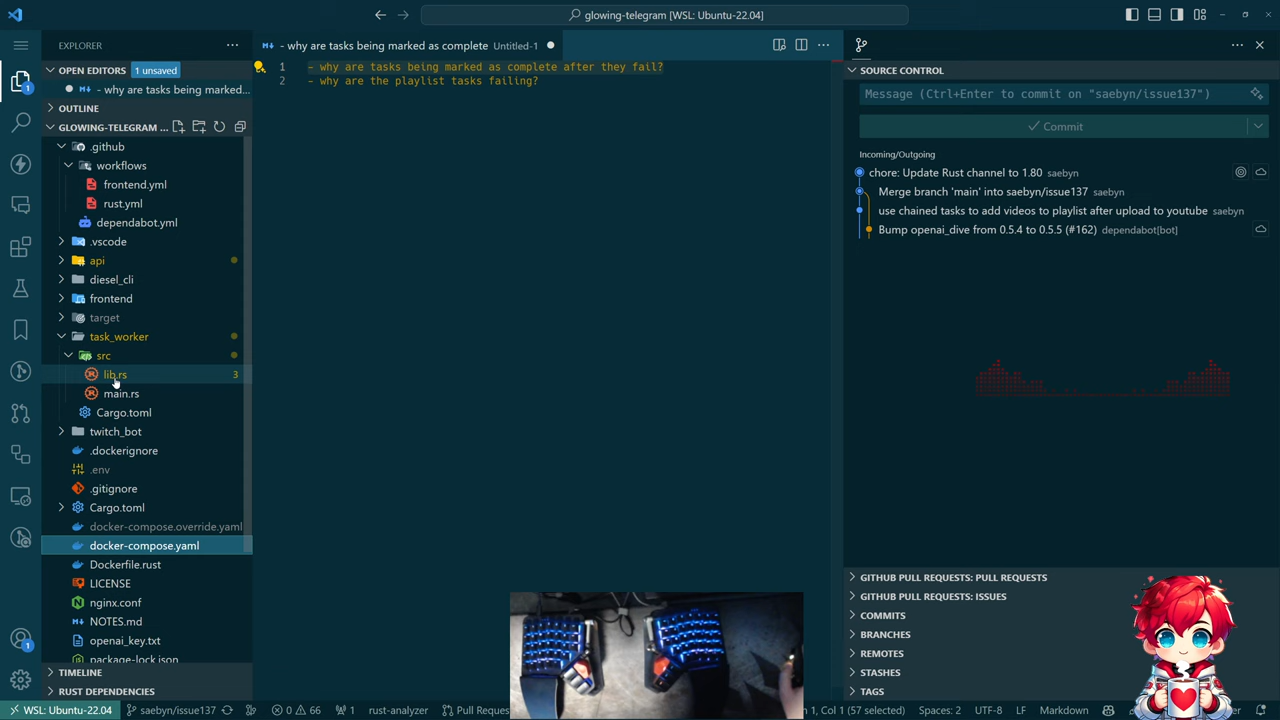 glowing-telegram [WSL: Ubuntu-22.04]
EXPLORER
OPEN EDITORS 1 unsaved
- why are tasks being marked...
OUTLINE
GLOWING-TELEGRAM ...
.github
workflows
frontend.yml
rust.yml
dependabot.yml
.vscode
api
diesel_cli
frontend
target
task_worker
src
lib.rs 3
main.rs
Cargo.toml
twitch_bot
.dockerignore
.env
.gitignore
Cargo.toml
docker-compose.override.yaml
docker-compose.yaml
Dockerfile.rust
LICENSE
nginx.conf
NOTES.md
openai_key.txt
package-lock.json
TIMELINE
RUST DEPENDENCIES
- why are tasks being marked as complete Untitled-1
1 - why are tasks being marked as complete after they fail?
2 - why are the playlist tasks failing?
SOURCE CONTROL
Message (Ctrl+Enter to commit on "saebyn/issue137")
Commit
Incoming/Outgoing
chore: Update Rust channel to 1.80 saebyn
Merge branch 'main' into saebyn/issue137 saebyn
use chained tasks to add videos to playlist after upload to youtube saebyn
Bump openai_dive from 0.5.4 to 0.5.5 (#162) dependabot[bot]
GITHUB PULL REQUESTS: PULL REQUESTS
GITHUB PULL REQUESTS: ISSUES
COMMITS
BRANCHES
REMOTES
STASHES
TAGS
WSL: Ubuntu-22.04 saebyn/issue137 0 66 1 rust-analyzer Pull Reques 1, Col 1 (57 selected) Spaces: 2 UTF-8 LF Markdown